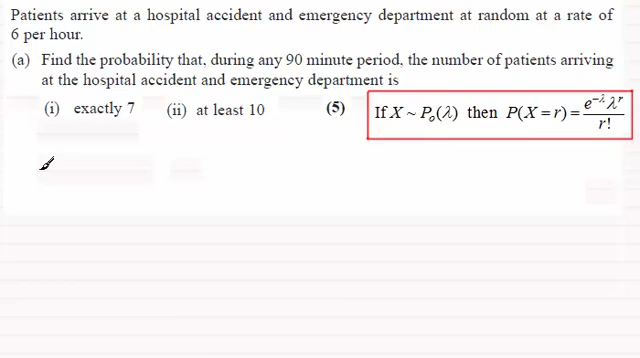 Patients arrive at a hospital accident and emergency department at random at a rate of
6 per hour.
(a) Find the probability that, during any 90 minute period, the number of patients arriving
at the hospital accident and emergency department is
(i) exactly 7 (ii) at least 10 (5) If X ~ Pₒ(λ) then P(X = r) = e^{-λ} λ^r / r!